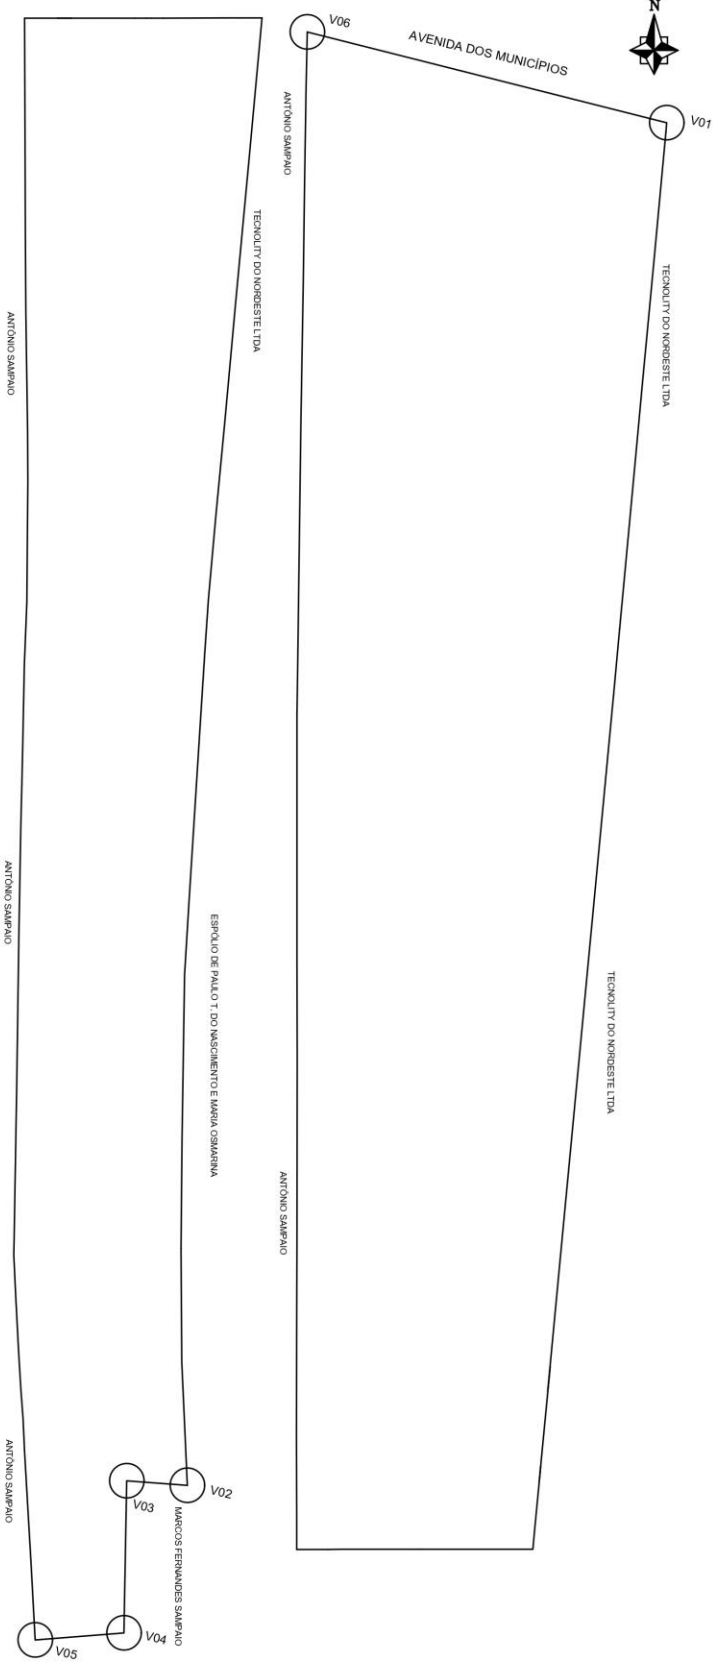 N
V06
AVENIDA DOS MUNICÍPIOS
V01
ANTÔNIO SAMPAIO
TECNOLITY DO NORDESTE LTDA
TECNOLITY DO NORDESTE LTDA
ANTÔNIO SAMPAIO
ANTÔNIO SAMPAIO
ESPÓLIO DE PAULO T. DO NASCIMENTO E MARIA OSMARINA
TECNOLITY DO NORDESTE LTDA
ANTÔNIO SAMPAIO
ANTÔNIO SAMPAIO
V02
V03
MARCOS FERNANDES SAMPAIO
V04
V05